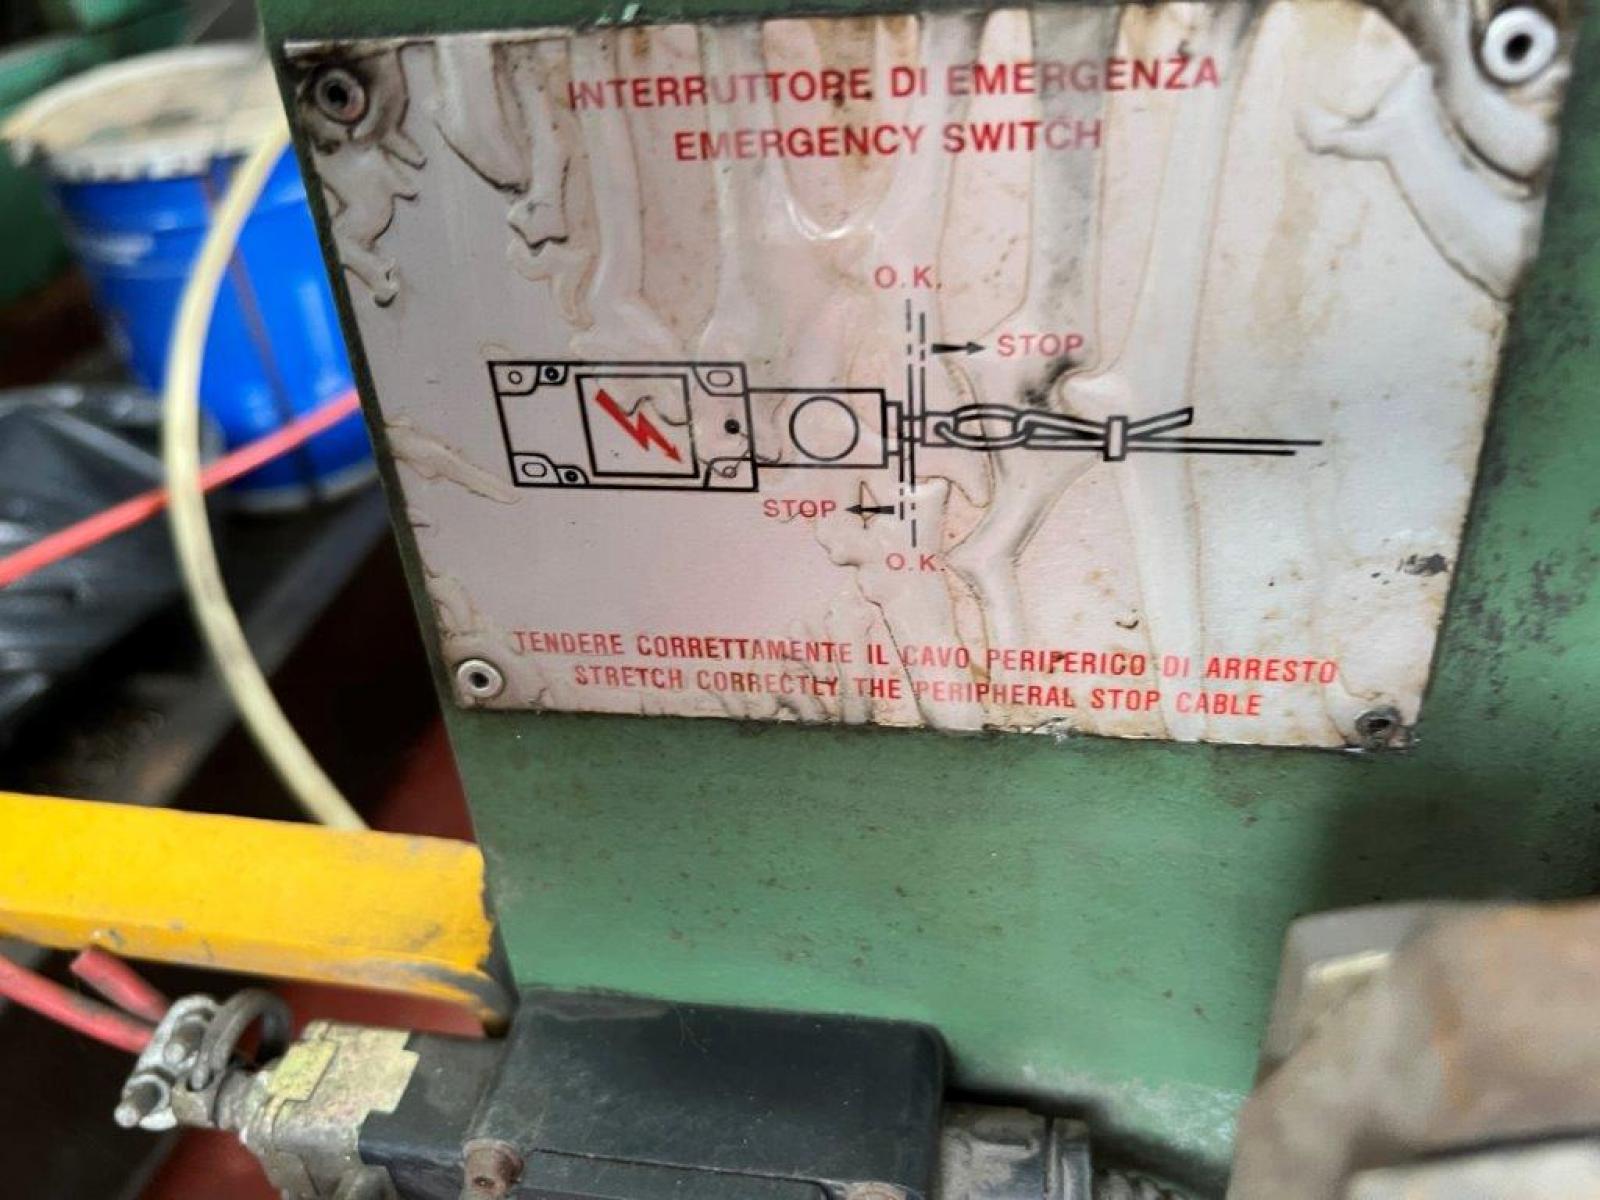 INTERRUTTORE DI EMERGENZA
EMERGENCY SWITCH
O.K.
STOP
STOP
O.K.
TENDERE CORRETTAMENTE IL CAVO PERIFERICO DI ARRESTO
STRETCH CORRECTLY THE PERIPHERAL STOP CABLE